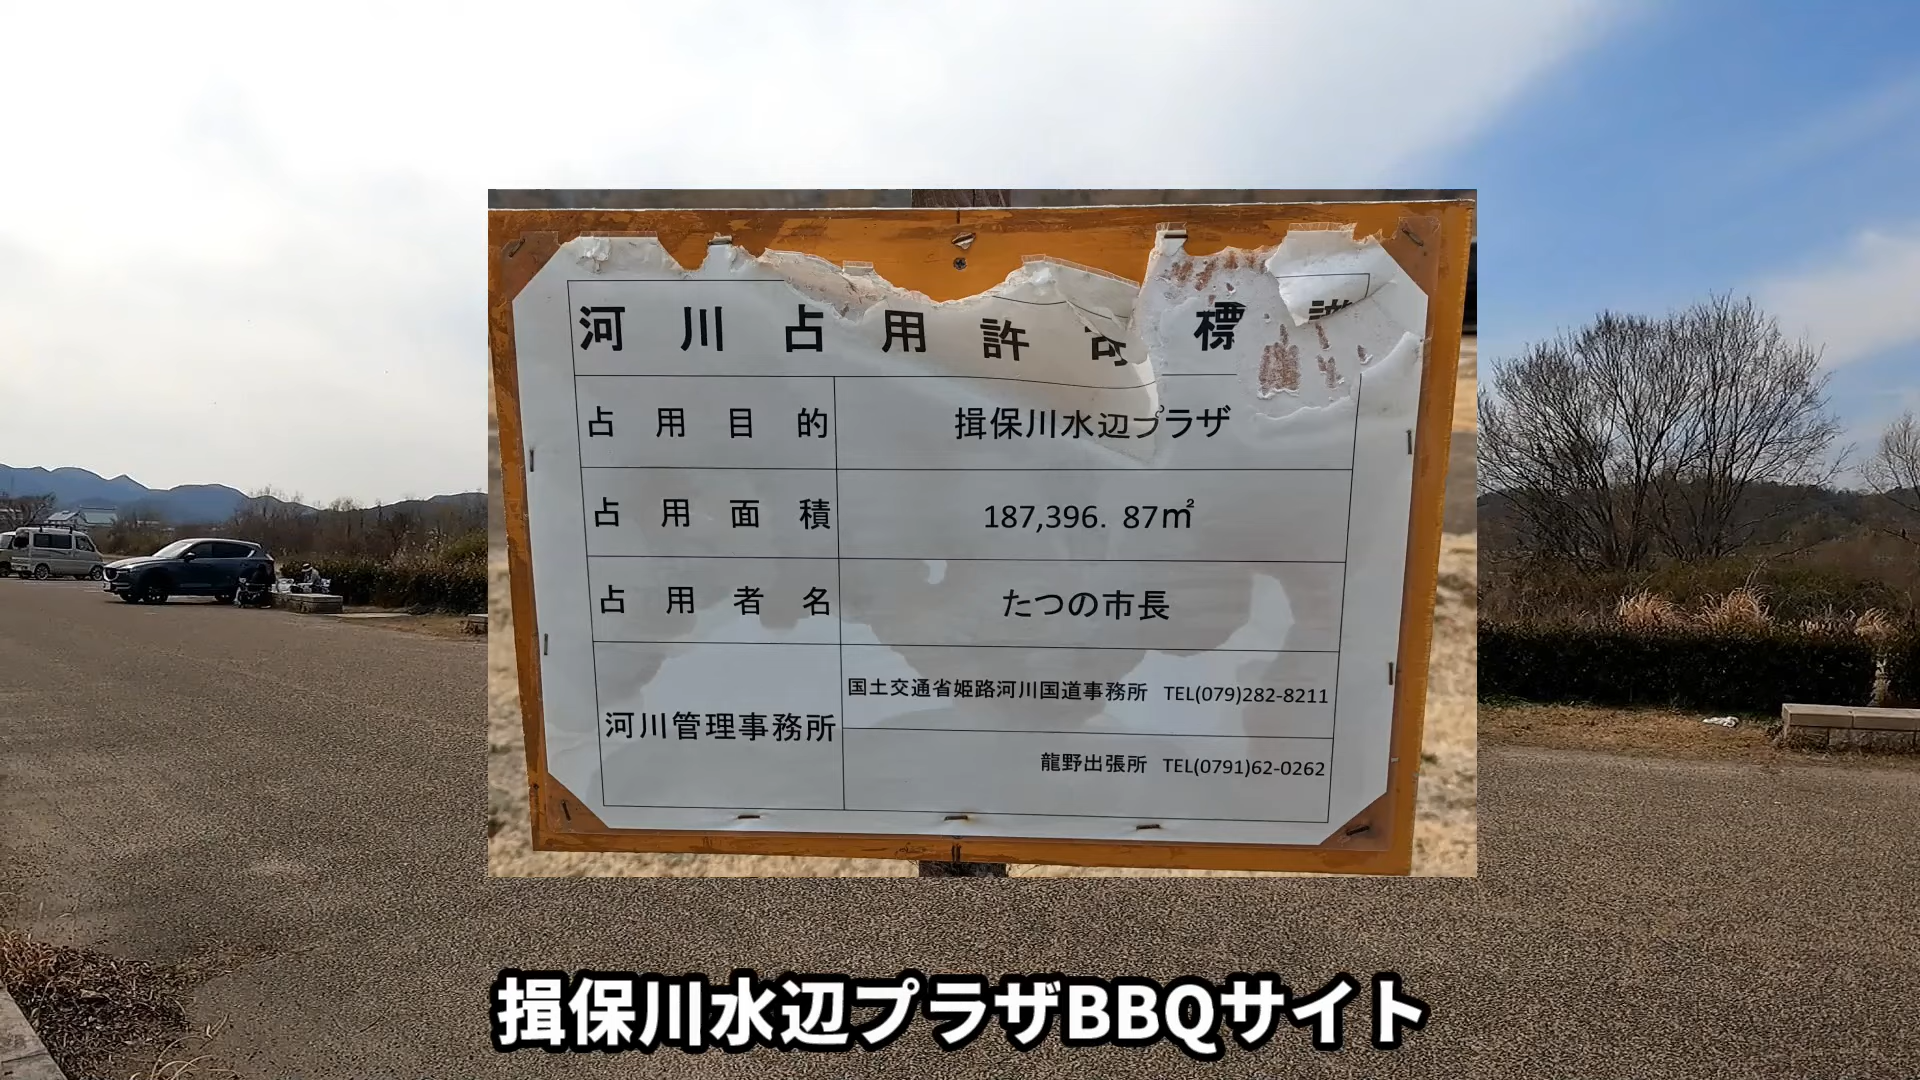 河川占用許可標識
占用目的 揖保川水辺プラザ
占用面積 187,396. 87㎡
占用者名 たつの市長
河川管理事務所
国土交通省姫路河川国道事務所 TEL(079)282-8211
龍野出張所 TEL(0791)62-0262
揖保川水辺プラザBBQサイト